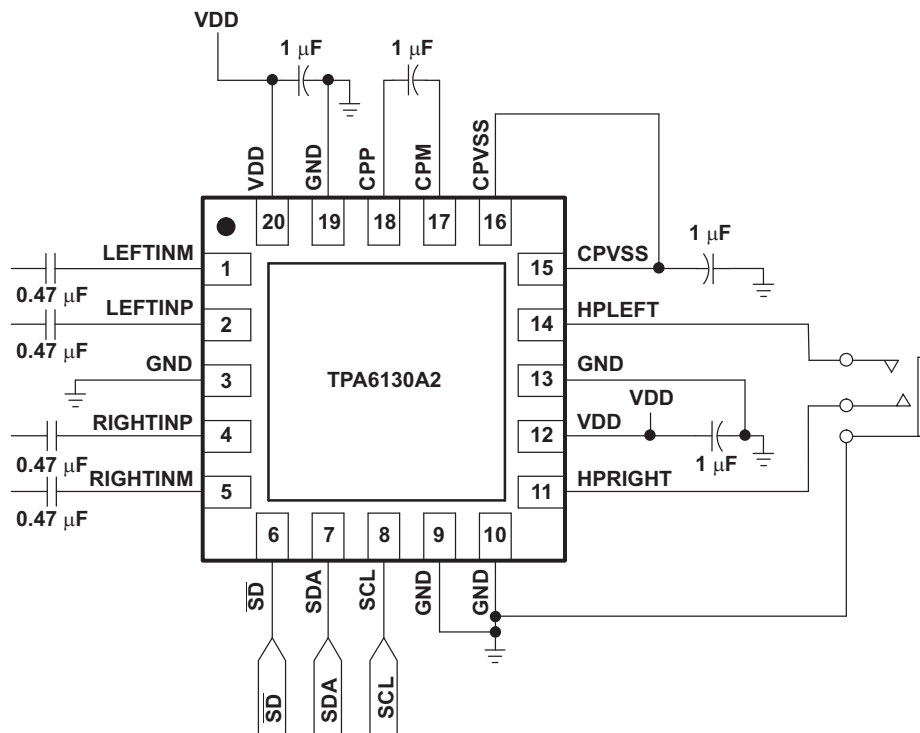 VDD
1 μF
1 μF
VDD
GND
CPP
CPM
CPVSS
20
19
18
17
16
LEFTINM
1
0.47 μF
LEFTINP
2
0.47 μF
GND
3
RIGHTINP
4
0.47 μF
RIGHTINM
5
0.47 μF
TPA6130A2
15
CPVSS
1 μF
14
HPLEFT
13
GND
VDD
12
VDD
1 μF
11
HPRIGHT
6
7
8
9
10
SD
SDA
SCL
GND
GND
SD
SDA
SCL